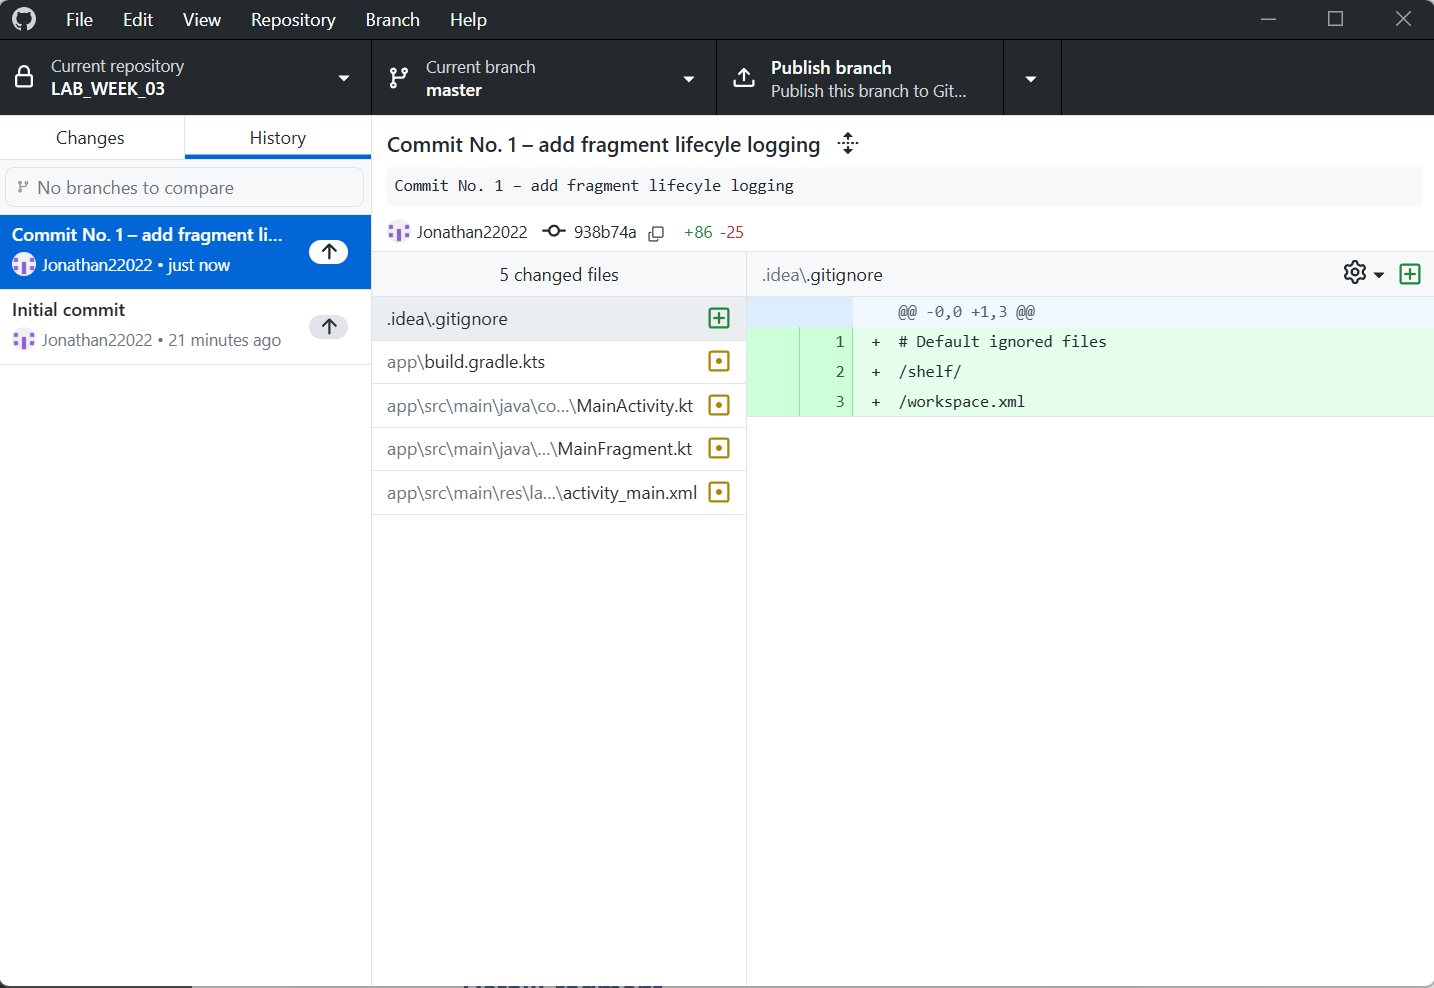 File Edit View Repository Branch Help
Current repository
LAB_WEEK_03
Current branch
master
Publish branch
Publish this branch to Git...
Changes
History
No branches to compare
Commit No. 1 – add fragment li...
Jonathan22022 • just now
Initial commit
Jonathan22022 • 21 minutes ago
Commit No. 1 – add fragment lifecyle logging
Commit No. 1 – add fragment lifecyle logging
Jonathan22022 938b74a +86 -25
5 changed files
.idea\.gitignore
app\build.gradle.kts
app\src\main\java\co...\MainActivity.kt
app\src\main\java\...\MainFragment.kt
app\src\main\res\la...\activity_main.xml
.idea\.gitignore
@@ -0,0 +1,3 @@
1 + # Default ignored files
2 + /shelf/
3 + /workspace.xml